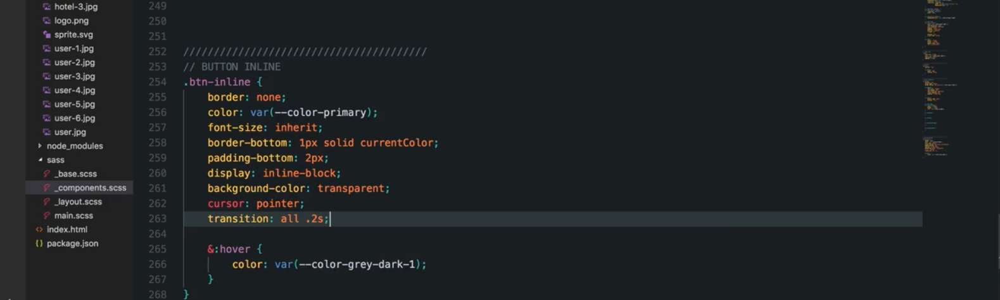 hotel-3.jpg
logo.png
sprite.svg
user-1.jpg
user-2.jpg
user-3.jpg
user-4.jpg
user-5.jpg
user-6.jpg
user.jpg
node_modules
sass
_base.scss
_components.scss
_layout.scss
main.scss
<> index.html
{} package.json
249
250
251
252 ////////////////////////////////////////
253 // BUTTON INLINE
254 .btn-inline {
255 border: none;
256 color: var(--color-primary);
257 font-size: inherit;
258 border-bottom: 1px solid currentColor;
259 padding-bottom: 2px;
260 display: inline-block;
261 background-color: transparent;
262 cursor: pointer;
263 transition: all .2s;
264
265 &:hover {
266 color: var(--color-grey-dark-1);
267 }
268 }